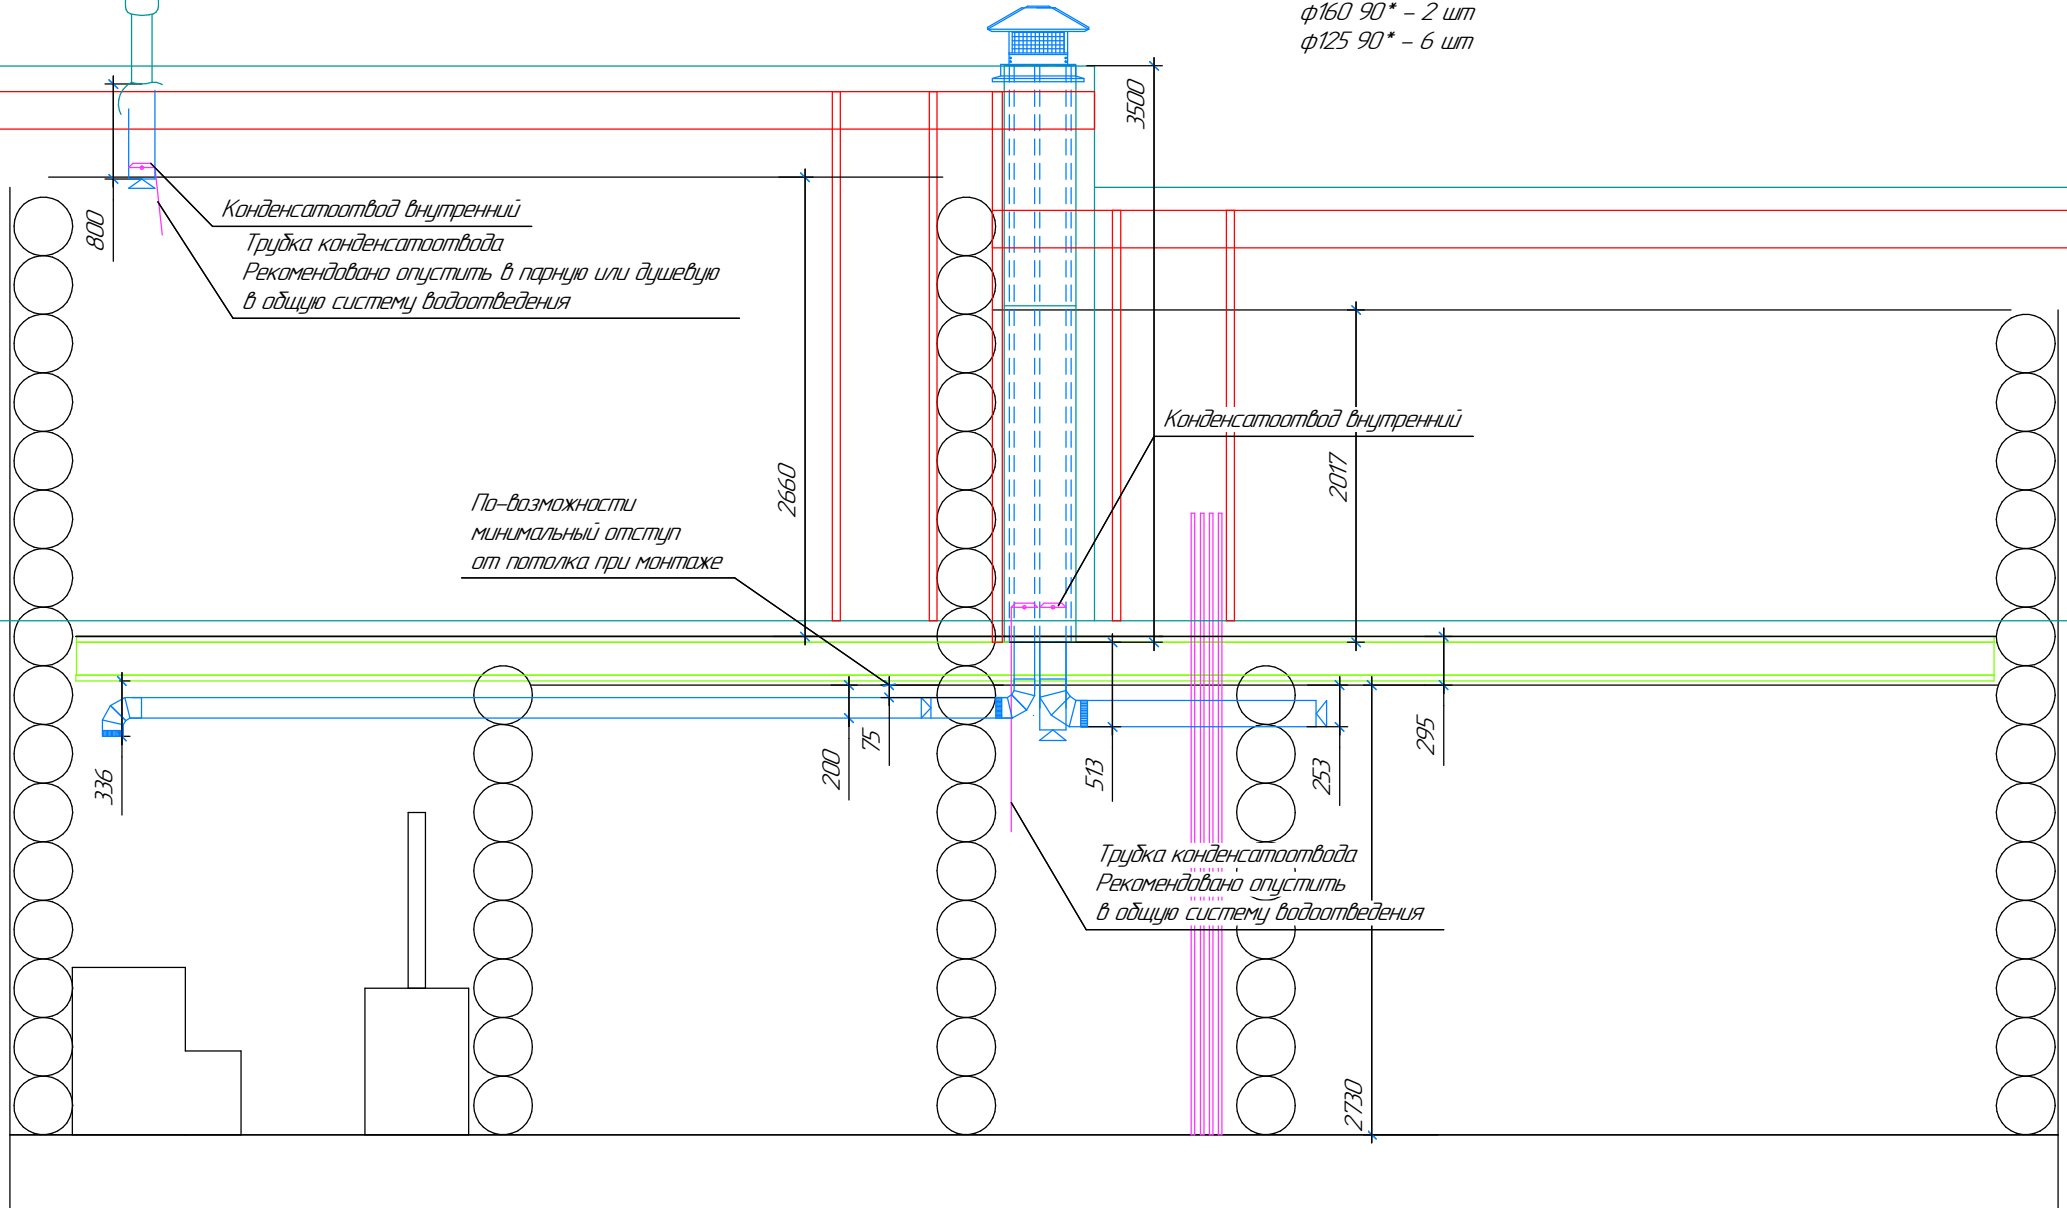 ф160 90* – 2 шт
ф125 90* – 6 шт
3500
800
Конденсатоотвод внутренний
Трубка конденсатоотвода
Рекомендовано опустить в парную или душевую
в общую систему водоотведения
2660
Конденсатоотвод внутренний
2017
По-возможности
минимальный отступ
от потолка при монтаже
336
200
75
513
253
295
Трубка конденсатоотвода
Рекомендовано опустить
в общую систему водоотведения
2730